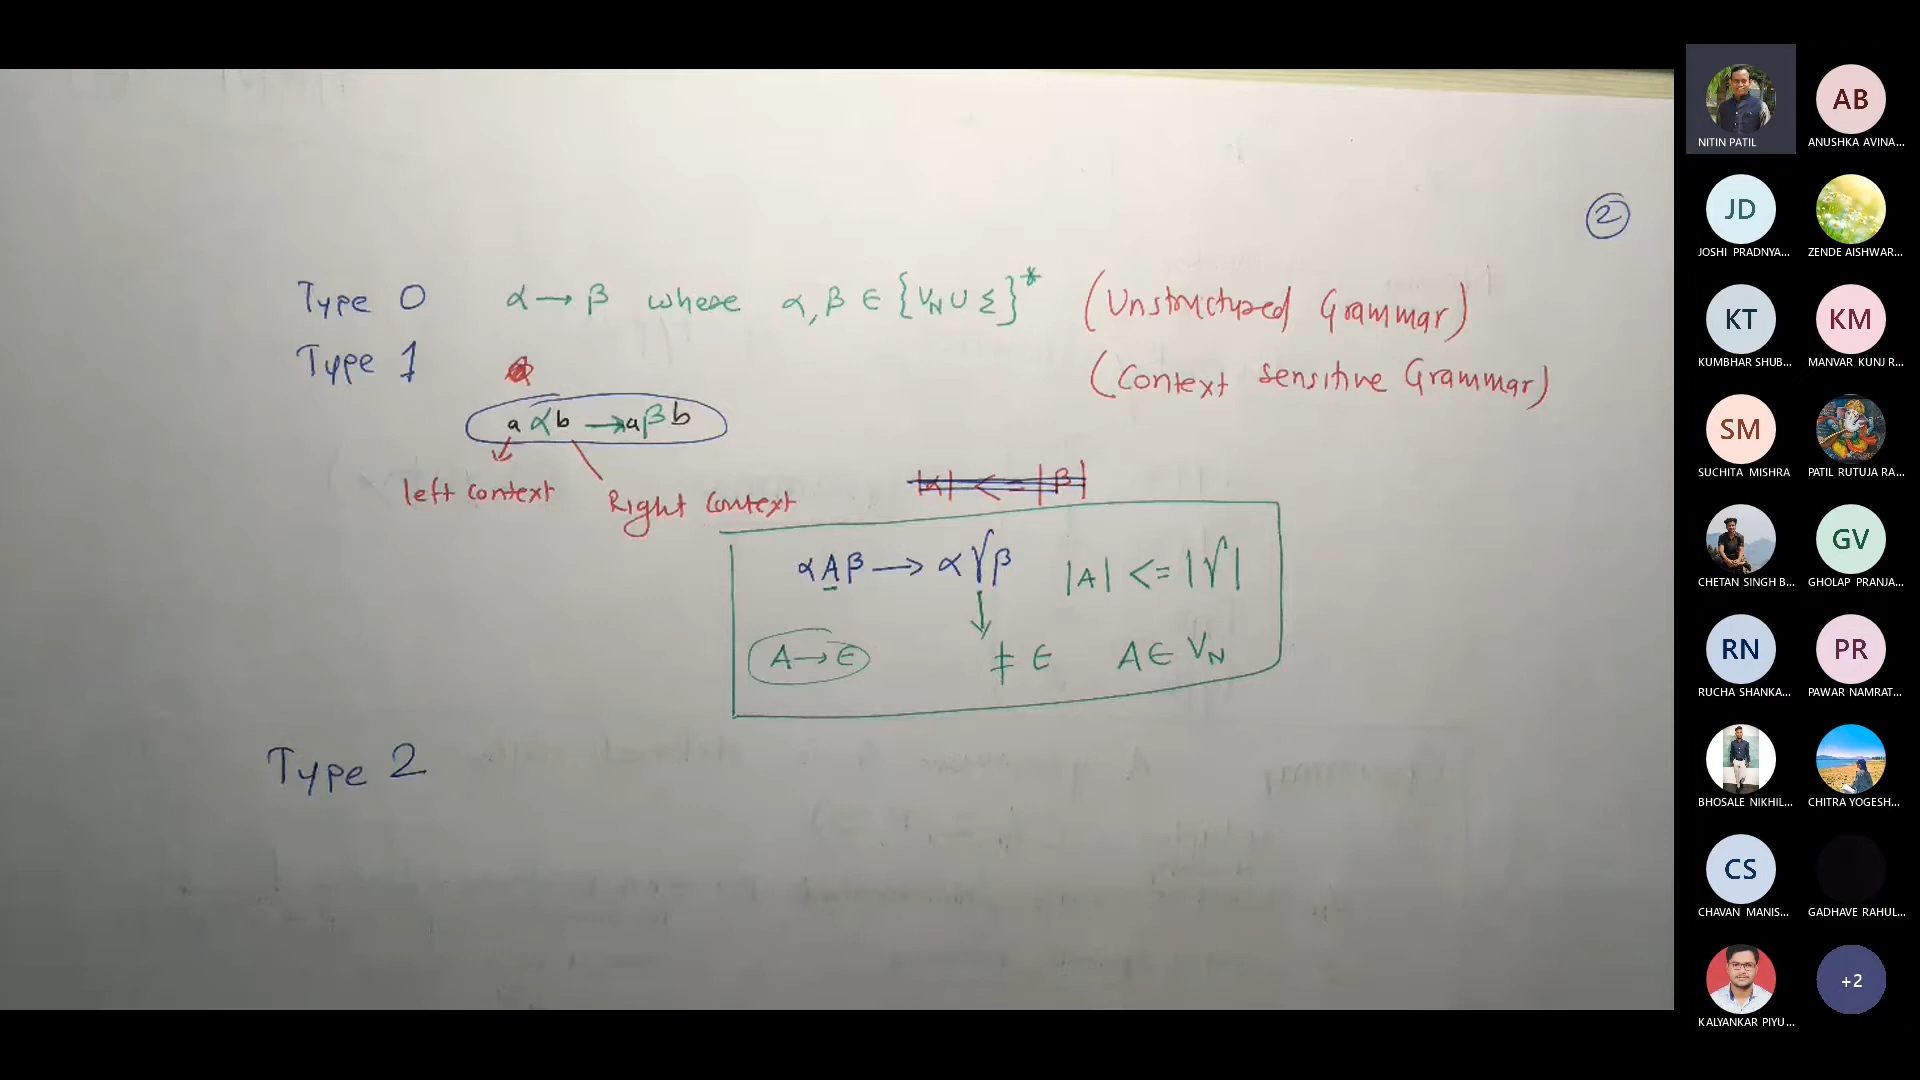 ②
Type 0 α → β where α, β ∈ {V_N ∪ Σ}* (Unstructured Grammar)
Type 1 (Context Sensitive Grammar)
a α b → a β b
left context
Right Context
|α| <= |β|
αAβ → αγβ |A| <= |γ|
A → ∈ ≠ ∈ A ∈ V_N
Type 2
NITIN PATIL
AB
ANUSHKA AVINA...
JD
JOSHI PRADNYA...
ZENDE AISHWAR...
KT
KUMBHAR SHUB...
KM
MANVAR KUNJ R...
SM
SUCHITA MISHRA
PATIL RUTUJA RA...
CHETAN SINGH B...
GV
GHOLAP PRANJA...
RN
RUCHA SHANKA...
PR
PAWAR NAMRAT...
BHOSALE NIKHIL...
CHITRA YOGESH...
CS
CHAVAN MANIS...
GADHAVE RAHUL...
KALYANKAR PIYU...
+2